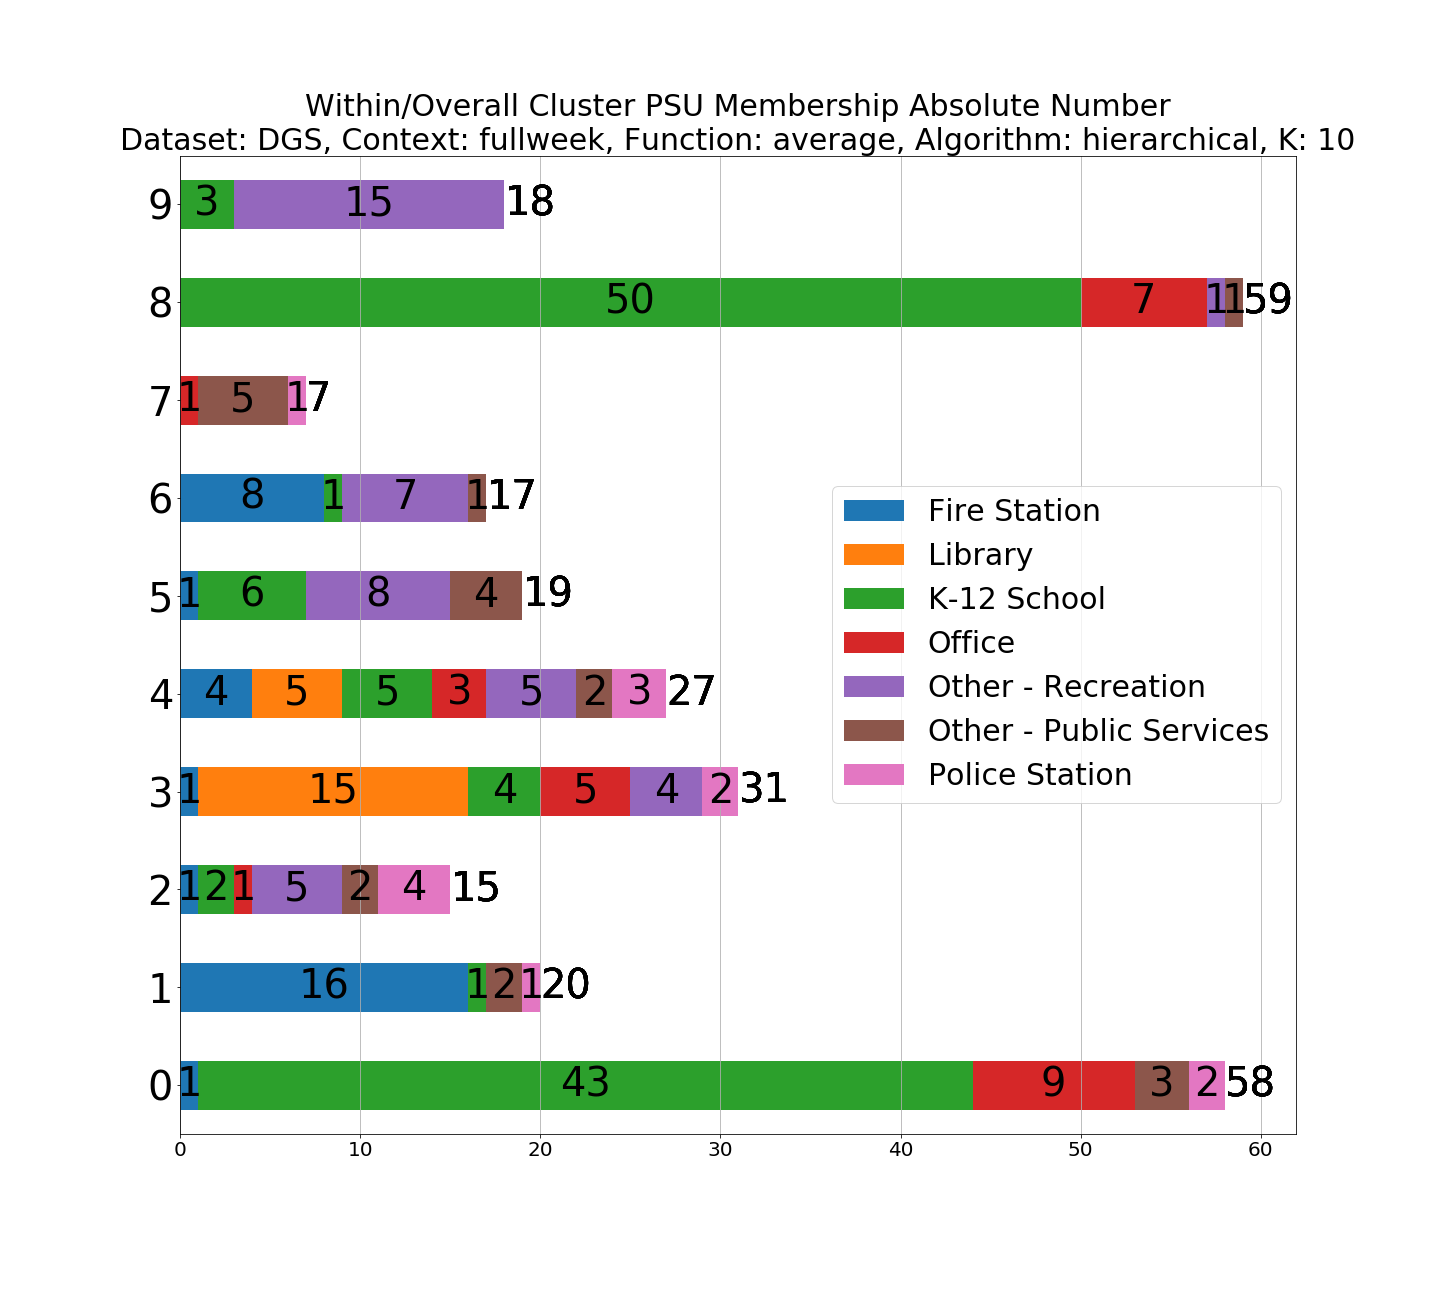 Within/Overall Cluster PSU Membership Absolute Number
Dataset: DGS, Context: fullweek, Function: average, Algorithm: hierarchical, K: 10
9 3 15 18
8 50 7 1 1 59
7 1 5 1 7
6 8 1 7 1 17
5 1 6 8 4 19
4 4 5 5 3 5 2 3 27
3 1 15 4 5 4 2 31
2 1 2 1 5 2 4 15
1 16 1 2 1 20
0 1 43 9 3 2 58
0 10 20 30 40 50 60
Fire Station
Library
K-12 School
Office
Other - Recreation
Other - Public Services
Police Station